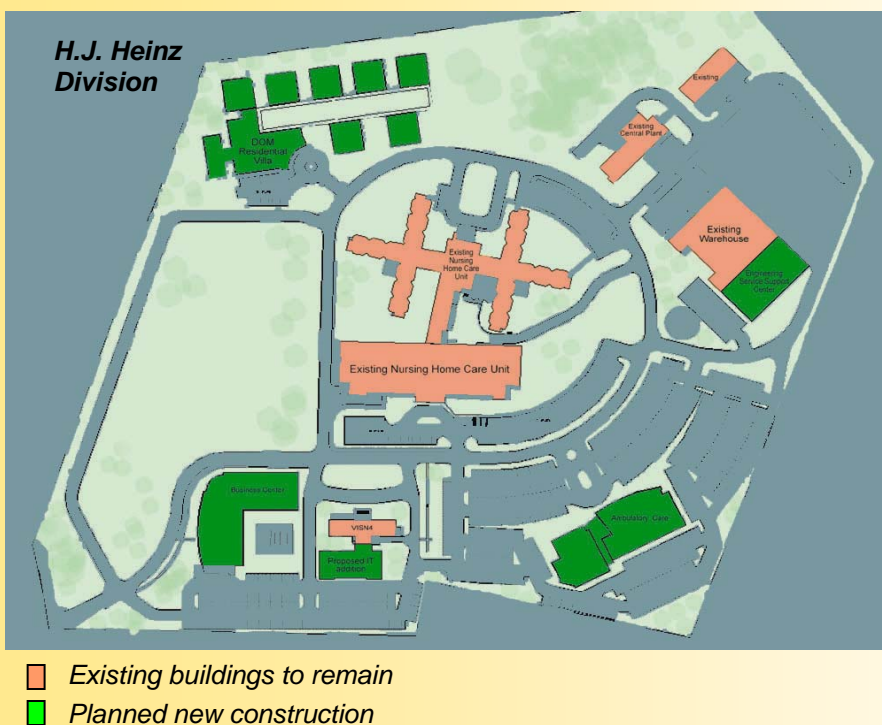 H.J. Heinz
Division
Existing
Existing
Central Plant
DOM
Residential
Villa
Existing
Warehouse
Engineering
Service Support
Center
Existing
Nursing
Home Care
Unit
Existing Nursing Home Care Unit
Business Center
VISN4
Proposed IT
addition
Ambulatory Care
Existing buildings to remain
Planned new construction